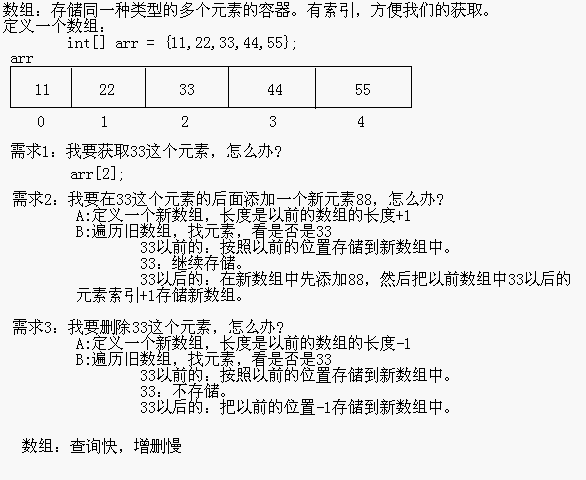 数组：存储同一种类型的多个元素的容器。有索引，方便我们的获取。
定义一个数组：
int[] arr = {11,22,33,44,55};
arr
11 22 33 44 55
0 1 2 3 4
需求1：我要获取33这个元素，怎么办?
arr[2];
需求2：我要在33这个元素的后面添加一个新元素88，怎么办?
A:定义一个新数组，长度是以前的数组的长度+1
B:遍历旧数组，找元素，看是否是33
33以前的：按照以前的位置存储到新数组中。
33：继续存储。
33以后的：在新数组中先添加88，然后把以前数组中33以后的
元素索引+1存储新数组。
需求3：我要删除33这个元素，怎么办?
A:定义一个新数组，长度是以前的数组的长度-1
B:遍历旧数组，找元素，看是否是33
33以前的：按照以前的位置存储到新数组中。
33：不存储。
33以后的：把以前的位置-1存储到新数组中。
数组：查询快，增删慢